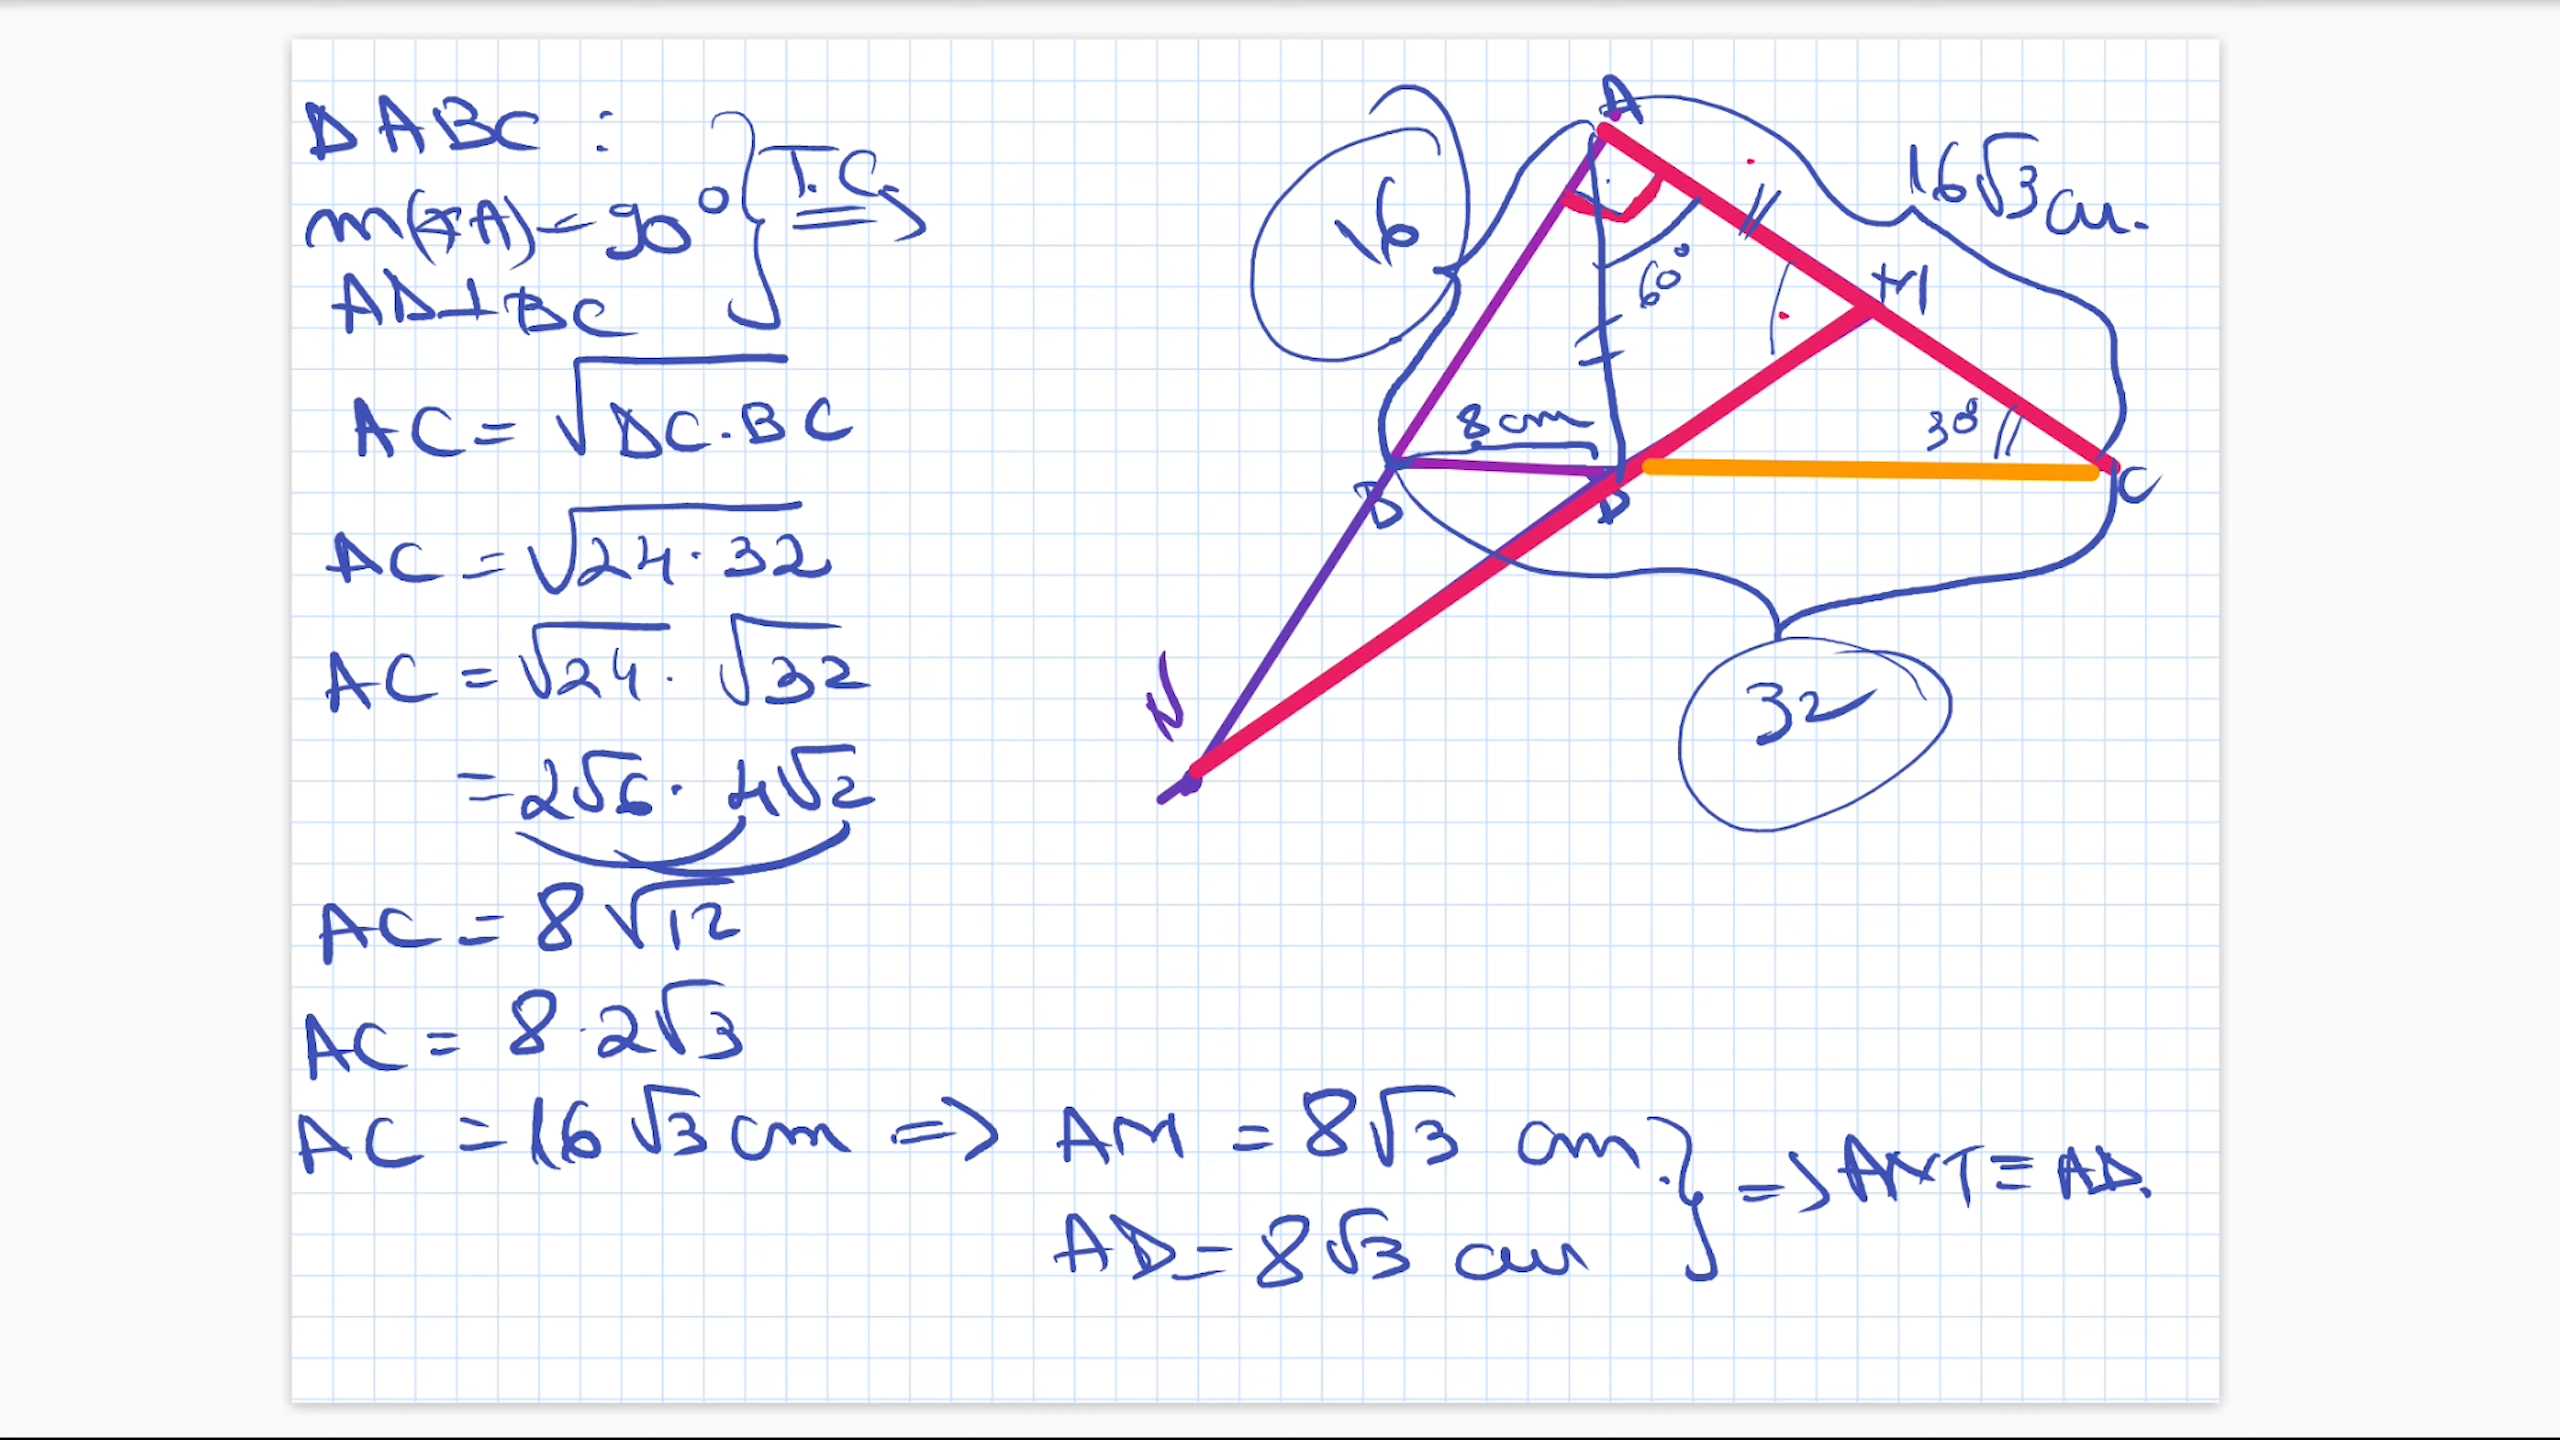 ΔABC :
m(∢A) = 90°
AD⊥BC
T.C⇒
AC = √DC·BC
AC = √24·32
AC = √24 · √32
= 2√6 · 4√2
AC = 8√12
AC = 8·2√3
AC = 16√3 cm ⇒ AM = 8√3 cm
AD = 8√3 cm
⇒ AM ≡ AD.
A
16√3 cm.
16
60°
M
8 cm
30°
B
D
C
N
32